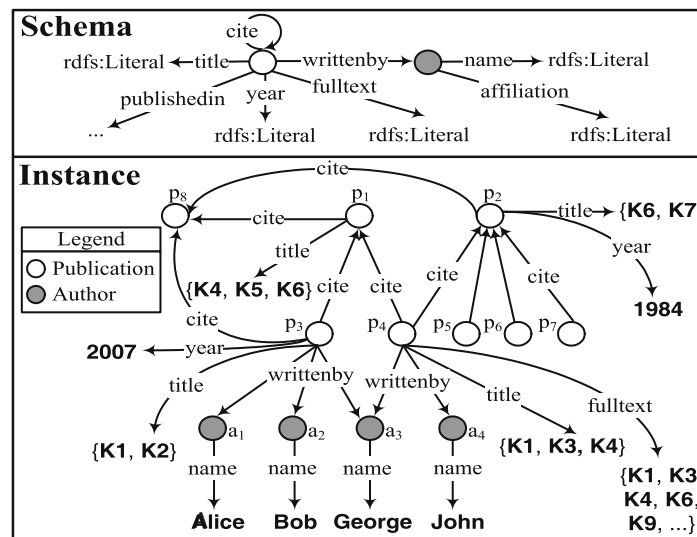 Schema
cite
rdfs:Literal title writtenby name rdfs:Literal
publishedin year fulltext affiliation
... rdfs:Literal rdfs:Literal rdfs:Literal
Instance
cite
p8 p1 p2
cite title {K6, K7}
Legend
Publication
Author
title year
{K4, K5, K6} cite cite cite cite
1984
cite p3 p4 p5 p6 p7
2007 year
title writtenby writtenby title fulltext
{K1, K2} a1 a2 a3 a4 {K1, K3, K4}
name name name name
{K1, K3
K4, K6,
K9, ...}
Alice Bob George John